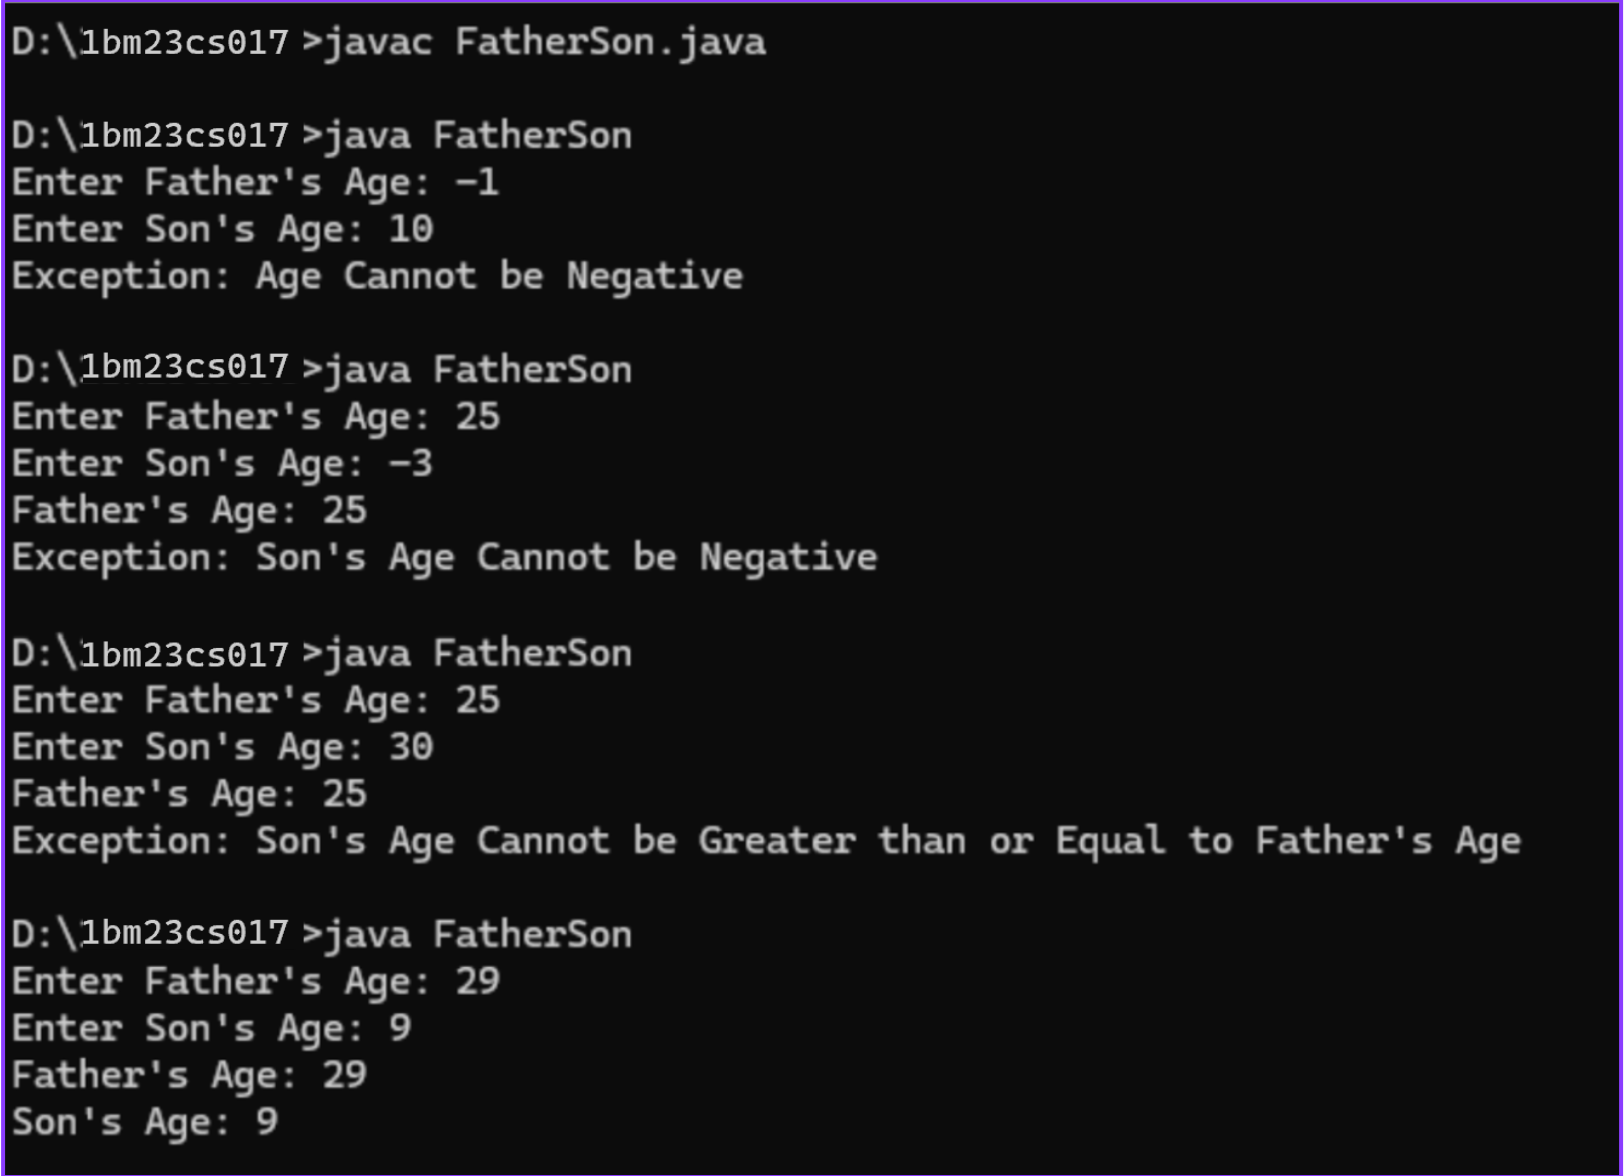 D:\1bm23cs017 >javac FatherSon.java
D:\1bm23cs017 >java FatherSon
Enter Father's Age: -1
Enter Son's Age: 10
Exception: Age Cannot be Negative
D:\1bm23cs017 >java FatherSon
Enter Father's Age: 25
Enter Son's Age: -3
Father's Age: 25
Exception: Son's Age Cannot be Negative
D:\1bm23cs017 >java FatherSon
Enter Father's Age: 25
Enter Son's Age: 30
Father's Age: 25
Exception: Son's Age Cannot be Greater than or Equal to Father's Age
D:\1bm23cs017 >java FatherSon
Enter Father's Age: 29
Enter Son's Age: 9
Father's Age: 29
Son's Age: 9